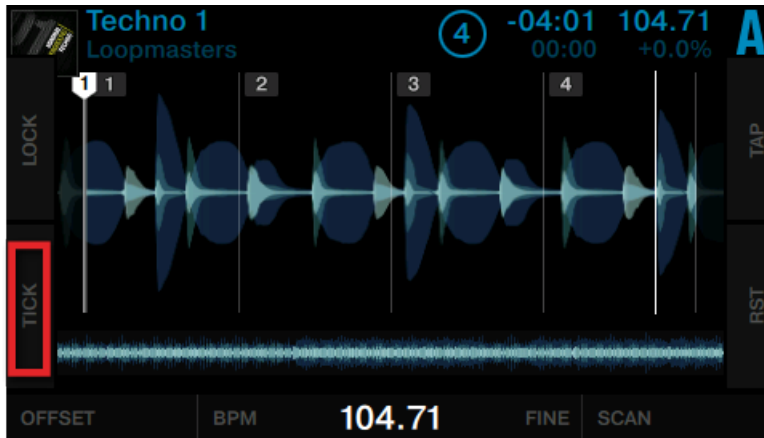 Techno 1
Loopmasters
4
-04:01 104.71
00:00 +0.0%
A
LOCK
TAP
1 1 2 3 4
TICK
RST
OFFSET BPM 104.71 FINE SCAN